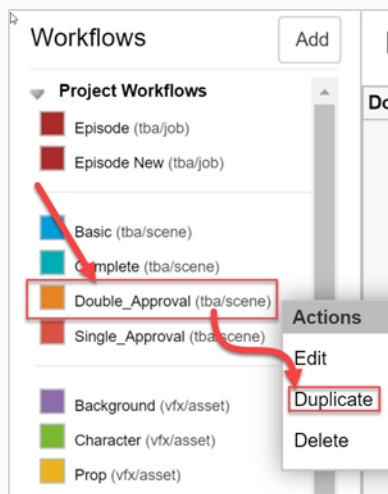 Workflows
Add
Project Workflows
Episode (tba/job)
Episode New (tba/job)
Basic (tba/scene)
Complete (tba/scene)
Double_Approval (tba/scene)
Single_Approval (tba/scene)
Background (vfx/asset)
Character (vfx/asset)
Prop (vfx/asset)
Actions
Edit
Duplicate
Delete